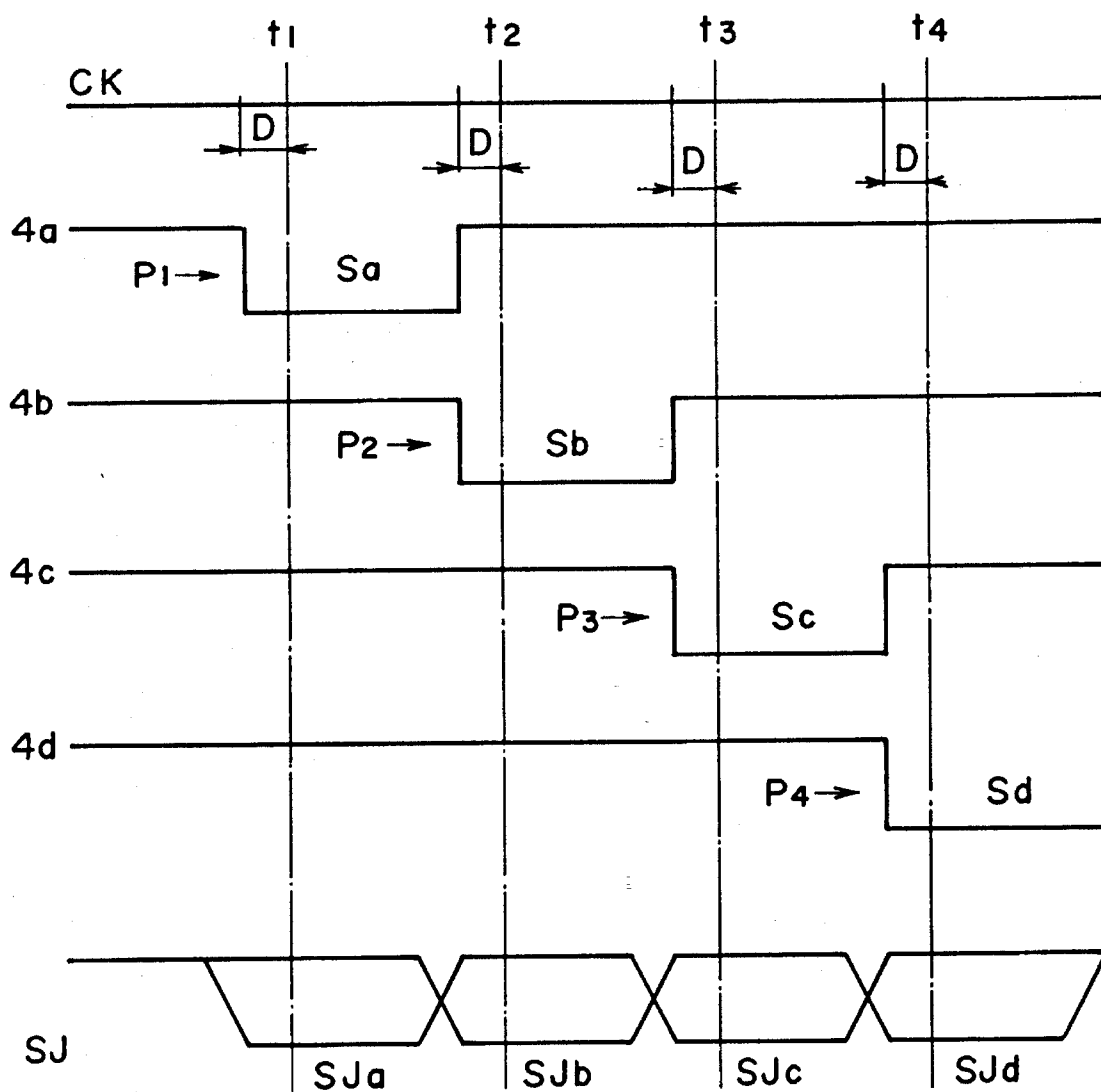 t1 t2 t3 t4
CK
D D D D
4a P1 Sa
4b P2 Sb
4c P3 Sc
4d P4 Sd
SJ SJa SJb SJc SJd